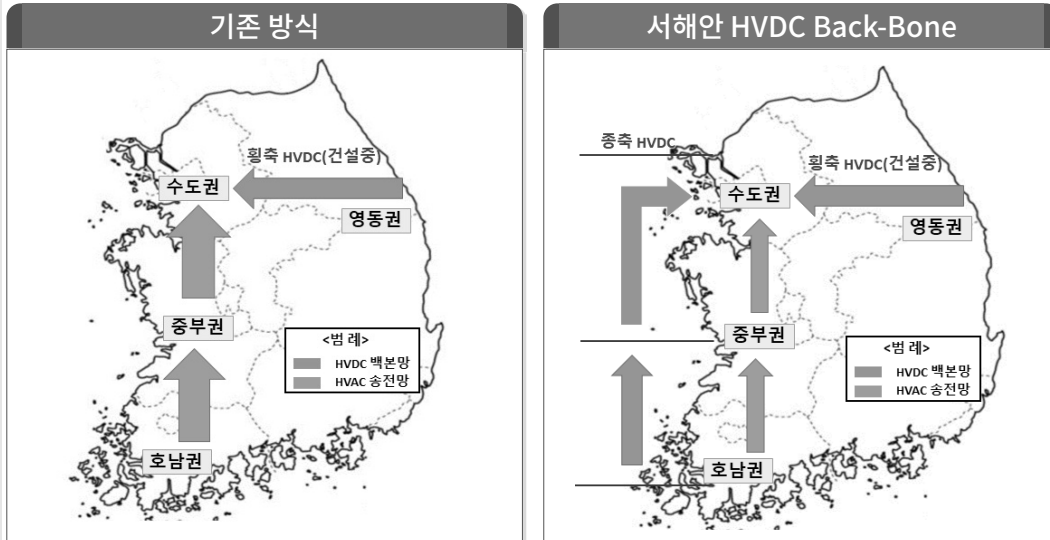 기존 방식
횡축 HVDC(건설중)
수도권
영동권
중부권
<범 례>
HVDC 백본망
HVAC 송전망
호남권
서해안 HVDC Back-Bone
종축 HVDC
횡축 HVDC(건설중)
수도권
영동권
중부권
<범 례>
HVDC 백본망
HVAC 송전망
호남권